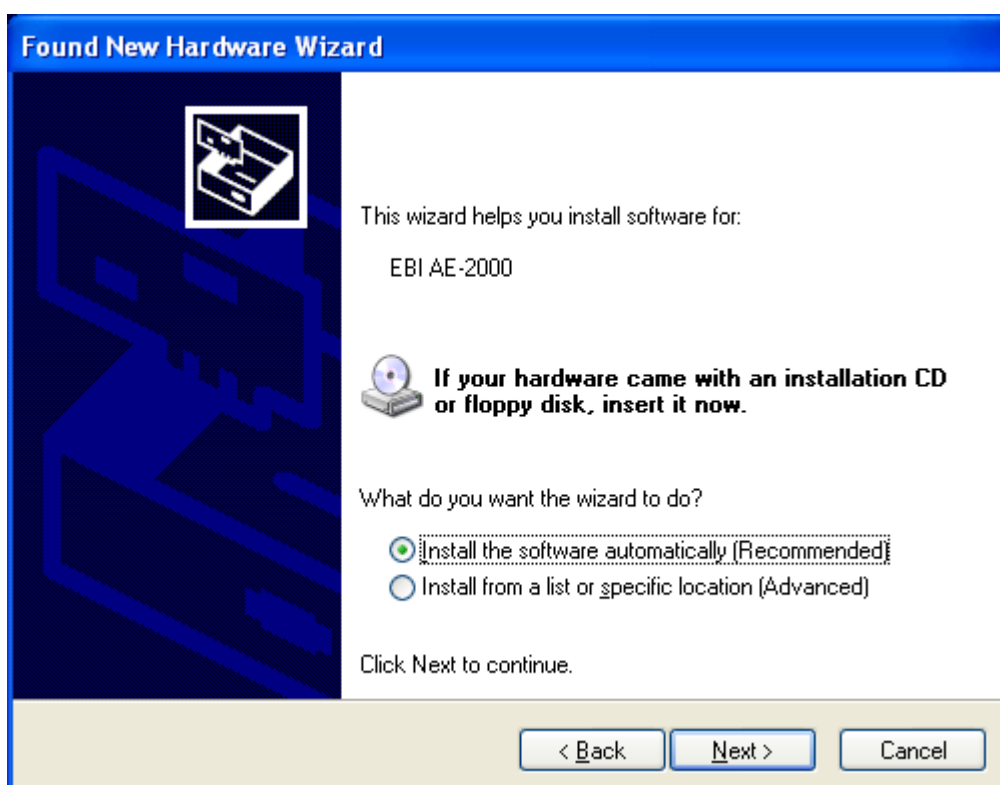 Found New Hardware Wizard
This wizard helps you install software for:
EBI AE-2000
If your hardware came with an installation CD
or floppy disk, insert it now.
What do you want the wizard to do?
Install the software automatically (Recommended)
Install from a list or specific location (Advanced)
Click Next to continue.
< Back Next > Cancel